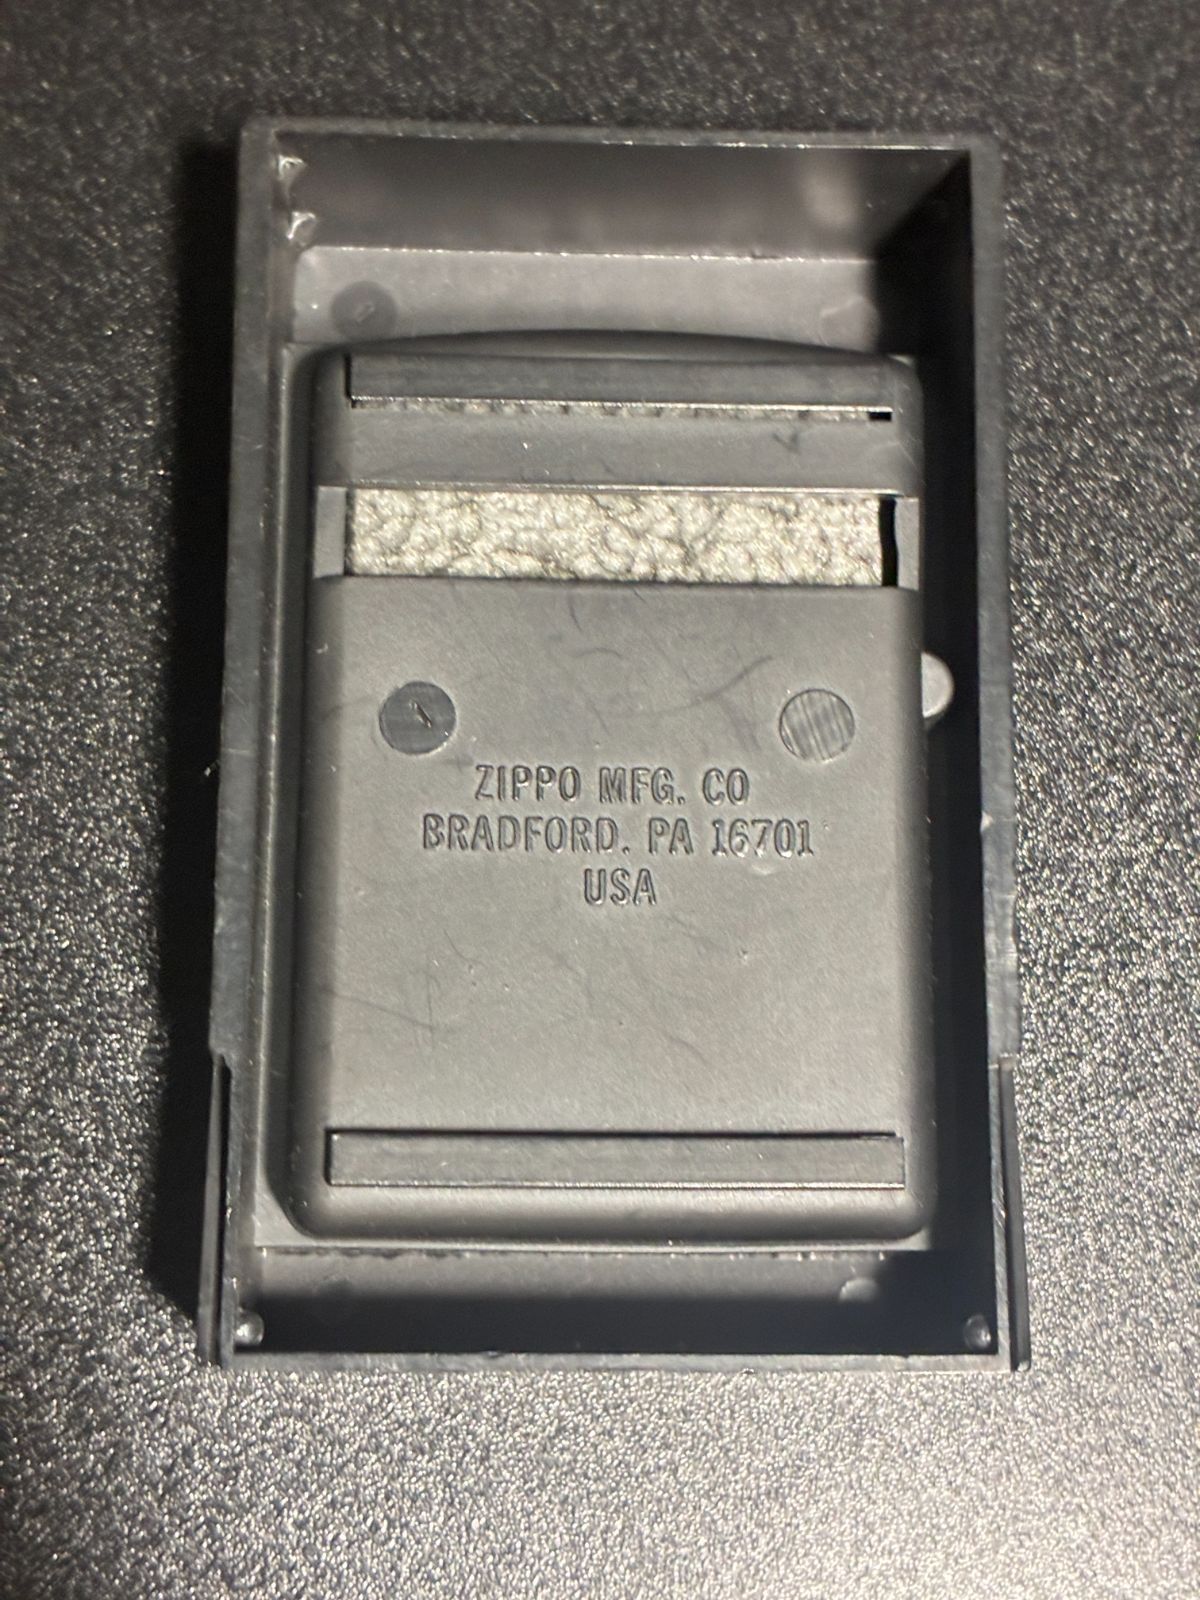 ZIPPO MFG. CO
BRADFORD. PA 16701
USA